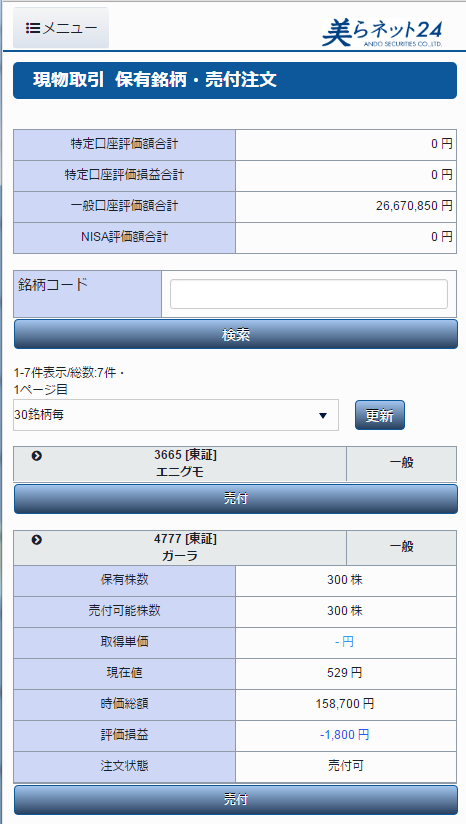 メニュー
美らネット24
ANDO SECURITIES CO.,LTD.
現物取引 保有銘柄・売付注文
特定口座評価額合計 0 円
特定口座評価損益合計 0 円
一般口座評価額合計 26,670,850 円
NISA評価額合計 0 円
銘柄コード
検索
1-7件表示/総数:7件・
1ページ目
30銘柄毎 更新
3665 [東証]
エニグモ
一般
売付
4777 [東証]
ガーラ
一般
保有株数 300 株
売付可能株数 300 株
取得単価 - 円
現在値 529 円
時価総額 158,700 円
評価損益 -1,800 円
注文状態 売付可
売付